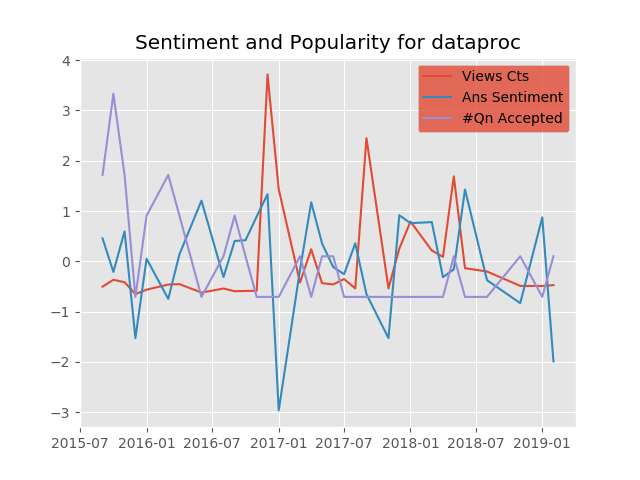 Sentiment and Popularity for dataproc
Views Cts
Ans Sentiment
#Qn Accepted
4
3
2
1
0
−1
−2
−3
2015-07 2016-01 2016-07 2017-01 2017-07 2018-01 2018-07 2019-01